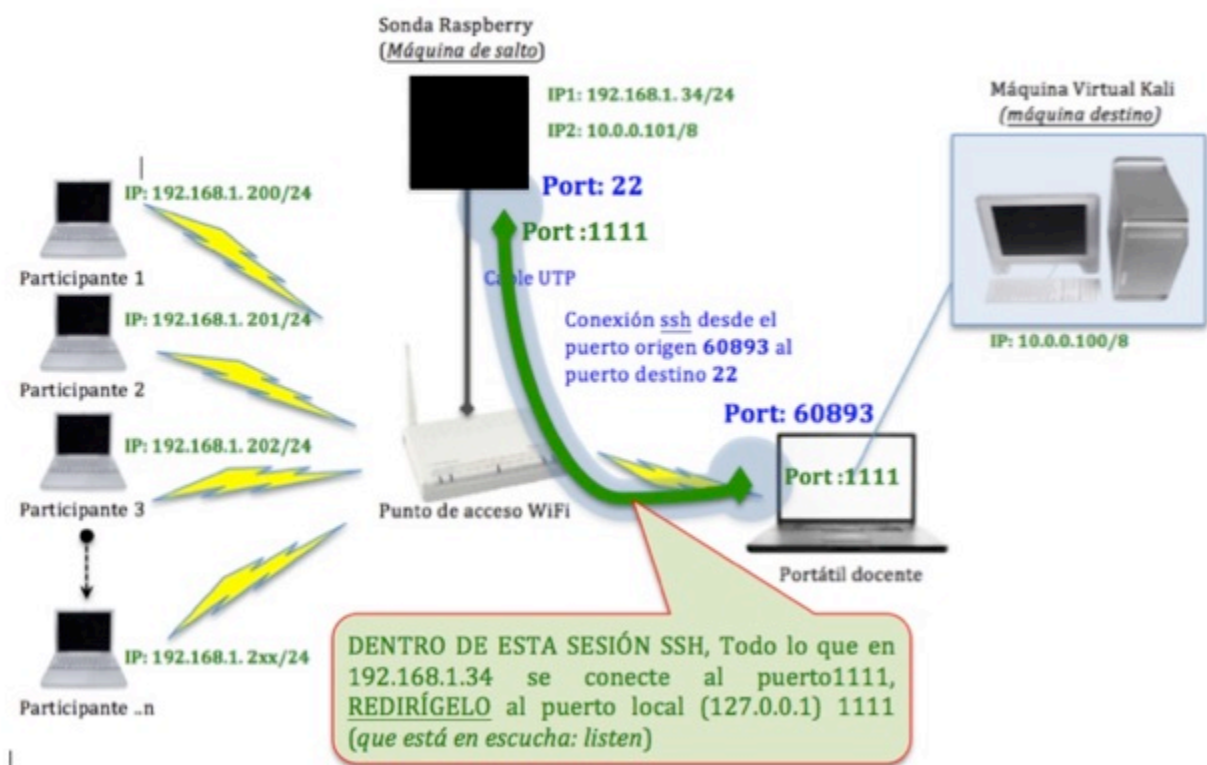 Sonda Raspberry
(Máquina de salto)
IP1: 192.168.1. 34/24
IP2: 10.0.0.101/8
Máquina Virtual Kali
(máquina destino)
IP: 10.0.0.100/8
IP: 192.168.1. 200/24
Participante 1
IP: 192.168.1. 201/24
Participante 2
IP: 192.168.1. 202/24
Participante 3
IP: 192.168.1. 2xx/24
Participante ..n
Port: 22
Port :1111
Cable UTP
Conexión ssh desde el
puerto origen 60893 al
puerto destino 22
Port: 60893
Port :1111
Punto de acceso WiFi
Portátil docente
DENTRO DE ESTA SESIÓN SSH, Todo lo que en
192.168.1.34 se conecte al puerto1111,
REDIRÍGELO al puerto local (127.0.0.1) 1111
(que está en escucha: listen)